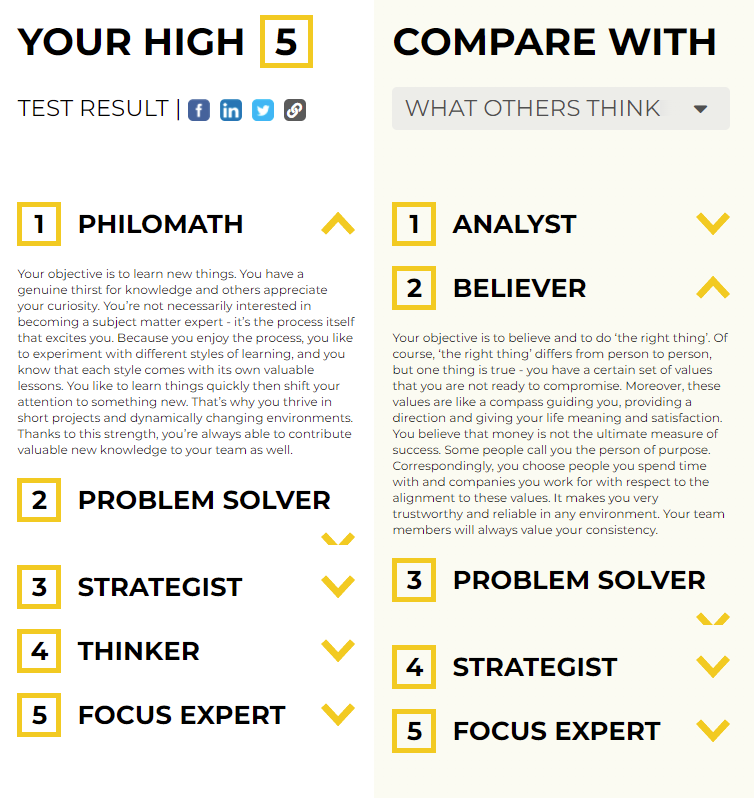 YOUR HIGH 5
TEST RESULT |
1 PHILOMATH
Your objective is to learn new things. You have a
genuine thirst for knowledge and others appreciate
your curiosity. You’re not necessarily interested in
becoming a subject matter expert - it’s the process itself
that excites you. Because you enjoy the process, you like
to experiment with different styles of learning, and you
know that each style comes with its own valuable
lessons. You like to learn things quickly then shift your
attention to something new. That’s why you thrive in
short projects and dynamically changing environments.
Thanks to this strength, you’re always able to contribute
valuable new knowledge to your team as well.
2 PROBLEM SOLVER
3 STRATEGIST
4 THINKER
5 FOCUS EXPERT
COMPARE WITH
WHAT OTHERS THINK
1 ANALYST
2 BELIEVER
Your objective is to believe and to do ‘the right thing’. Of
course, ‘the right thing’ differs from person to person,
but one thing is true - you have a certain set of values
that you are not ready to compromise. Moreover, these
values are like a compass guiding you, providing a
direction and giving your life meaning and satisfaction.
You believe that money is not the ultimate measure of
success. Some people call you the person of purpose.
Correspondingly, you choose people you spend time
with and companies you work for with respect to the
alignment to these values. It makes you very
trustworthy and reliable in any environment. Your team
members will always value your consistency.
3 PROBLEM SOLVER
4 STRATEGIST
5 FOCUS EXPERT